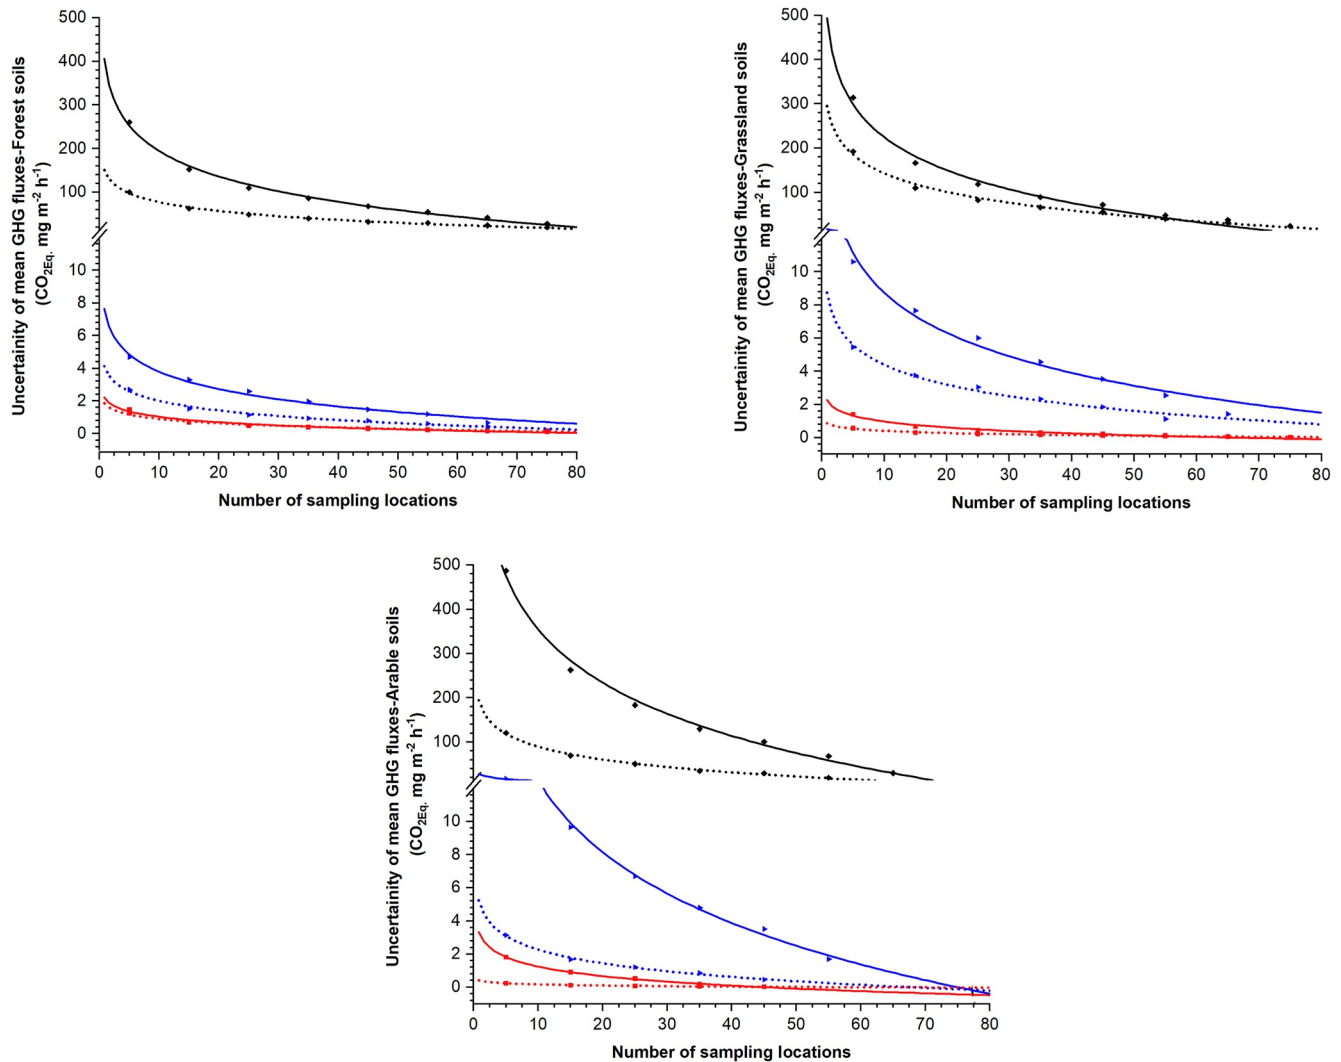 Uncertainity of mean GHG fluxes-Forest soils
(CO2Eq. mg m-2 h-1)
500
400
300
200
100
10
8
6
4
2
0
0 10 20 30 40 50 60 70 80
Number of sampling locations
Uncertainity of mean GHG fluxes-Grassland soils
(CO2Eq. mg m-2 h-1)
500
400
300
200
100
10
8
6
4
2
0
0 10 20 30 40 50 60 70 80
Number of sampling locations
Uncertainity of mean GHG fluxes-Arable soils
(CO2Eq. mg m-2 h-1)
500
400
300
200
100
10
8
6
4
2
0
0 10 20 30 40 50 60 70 80
Number of sampling locations